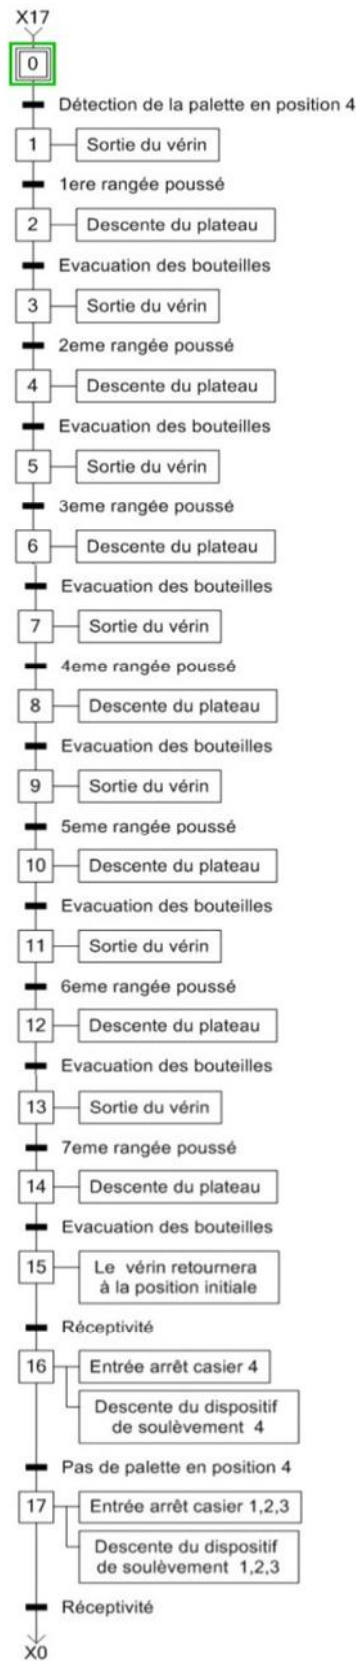 X17
0
Détection de la palette en position 4
1
Sortie du vérin
1ere rangée poussé
2
Descente du plateau
Evacuation des bouteilles
3
Sortie du vérin
2eme rangée poussé
4
Descente du plateau
Evacuation des bouteilles
5
Sortie du vérin
3eme rangée poussé
6
Descente du plateau
Evacuation des bouteilles
7
Sortie du vérin
4eme rangée poussé
8
Descente du plateau
Evacuation des bouteilles
9
Sortie du vérin
5eme rangée poussé
10
Descente du plateau
Evacuation des bouteilles
11
Sortie du vérin
6eme rangée poussé
12
Descente du plateau
Evacuation des bouteilles
13
Sortie du vérin
7eme rangée poussé
14
Descente du plateau
Evacuation des bouteilles
15
Le vérin retournera
à la position initiale
Réceptivité
16
Entrée arrêt casier 4
Descente du dispositif
de soulèvement 4
Pas de palette en position 4
17
Entrée arrêt casier 1,2,3
Descente du dispositif
de soulèvement 1,2,3
Réceptivité
X0